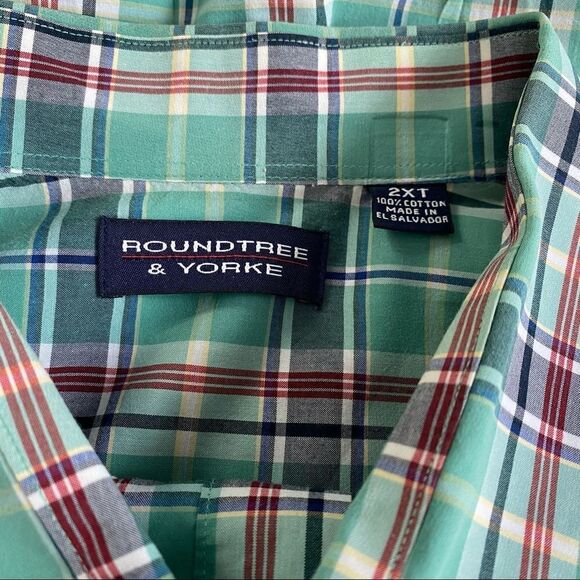 ROUNDTREE
& YORKE
2XT
100% COTTON
MADE IN
EL SALVADOR